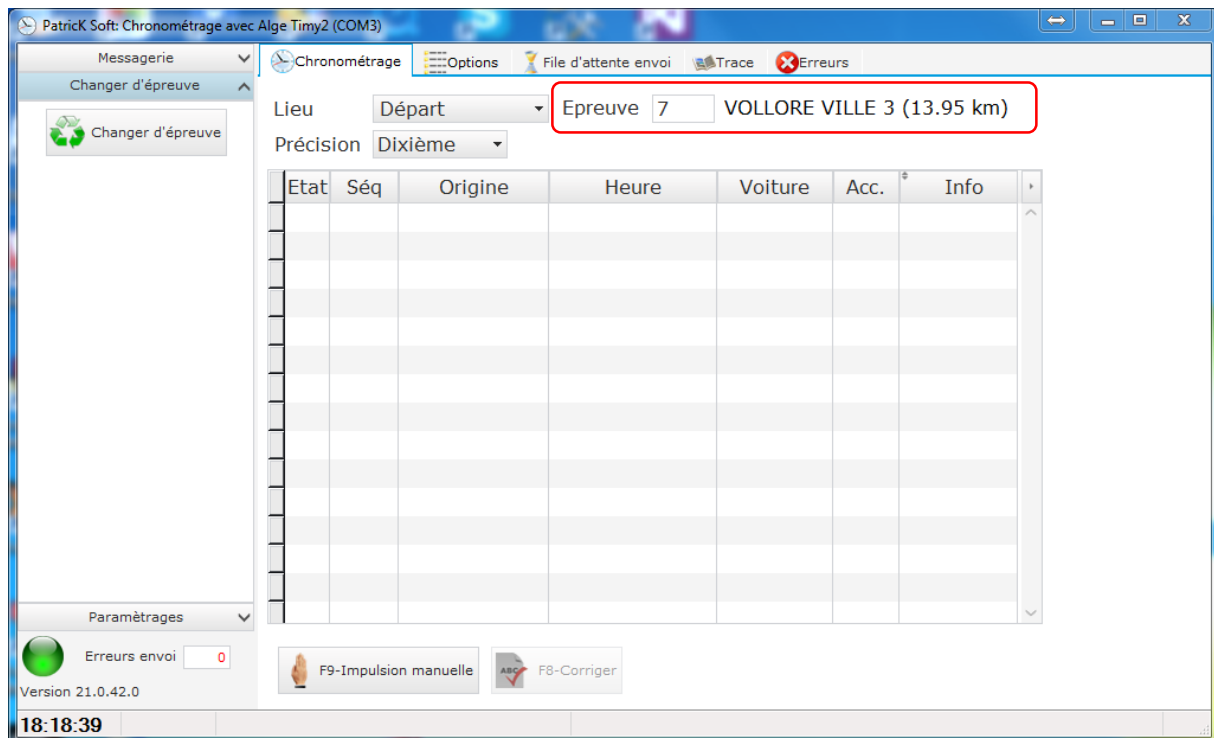 PatricK Soft: Chronométrage avec Alge Timy2 (COM3)
Messagerie
Changer d'épreuve
Changer d'épreuve
Chronométrage Options File d'attente envoi Trace Erreurs
Lieu Départ Epreuve 7 VOLLORE VILLE 3 (13.95 km)
Précision Dixième
Etat Séq Origine Heure Voiture Acc. Info
Paramètrages
Erreurs envoi 0
Version 21.0.42.0
F9-Impulsion manuelle ABC F8-Corriger
18:18:39